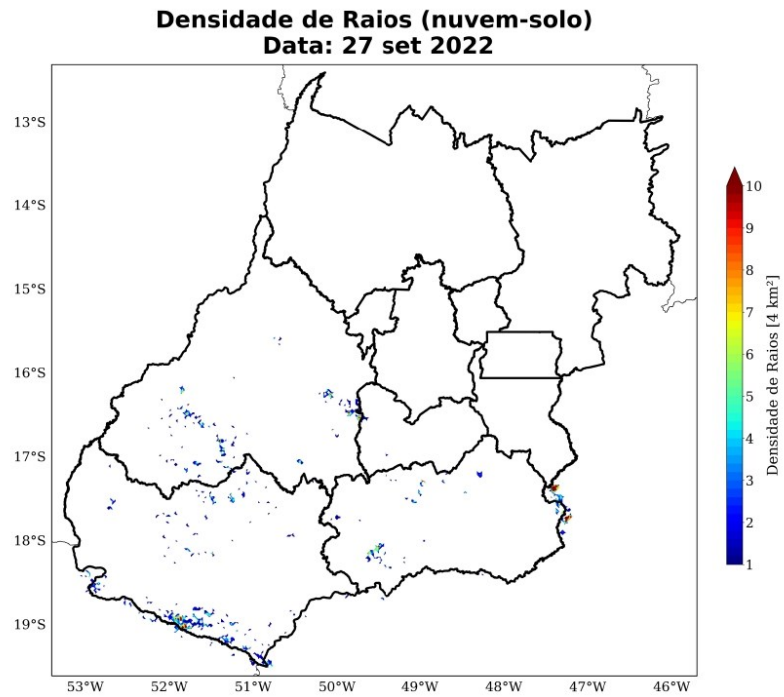 Densidade de Raios (nuvem-solo)
Data: 27 set 2022
13°S
14°S
15°S
16°S
17°S
18°S
19°S
53°W
52°W
51°W
50°W
49°W
48°W
47°W
46°W
10
9
8
7
6
5
4
3
2
1
Densidade de Raios [4 km²]